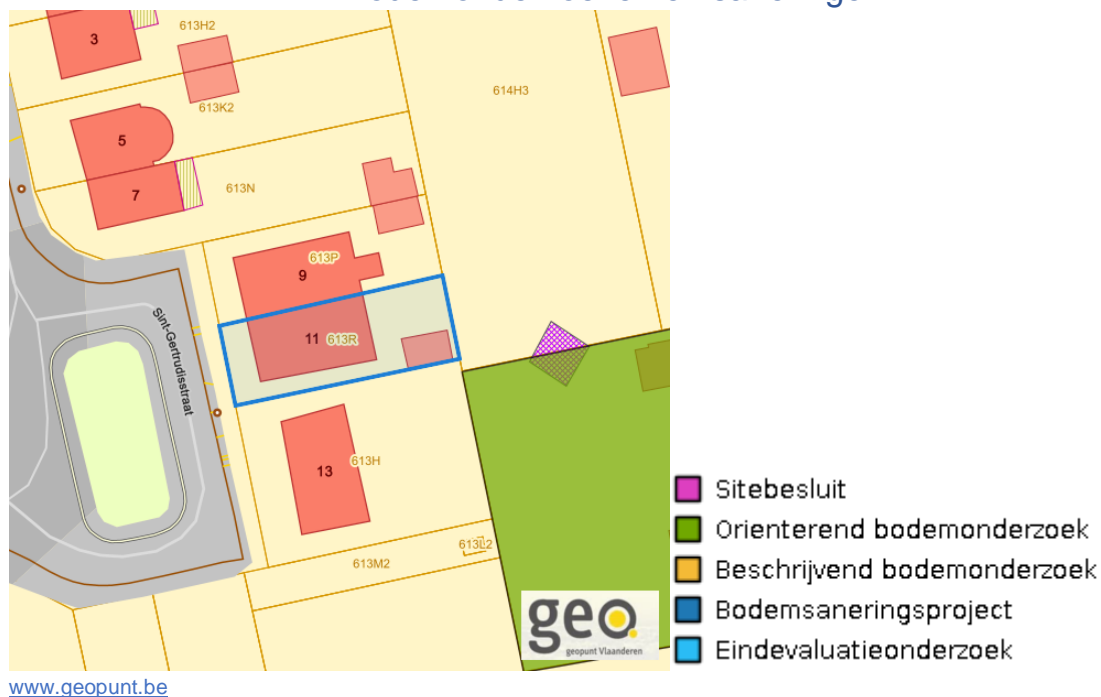 613H2
3
614H3
613K2
5
7
613N
613P
9
11
613R
Sint-Gertrudisstraat
13
613H
Sitebesluit
Orienterend bodemonderzoek
613L2
613M2
Beschrijvend bodemonderzoek
Bodemsaneringsproject
Eindevaluatieonderzoek
geo
geopunt Vlaanderen
www.geopunt.be